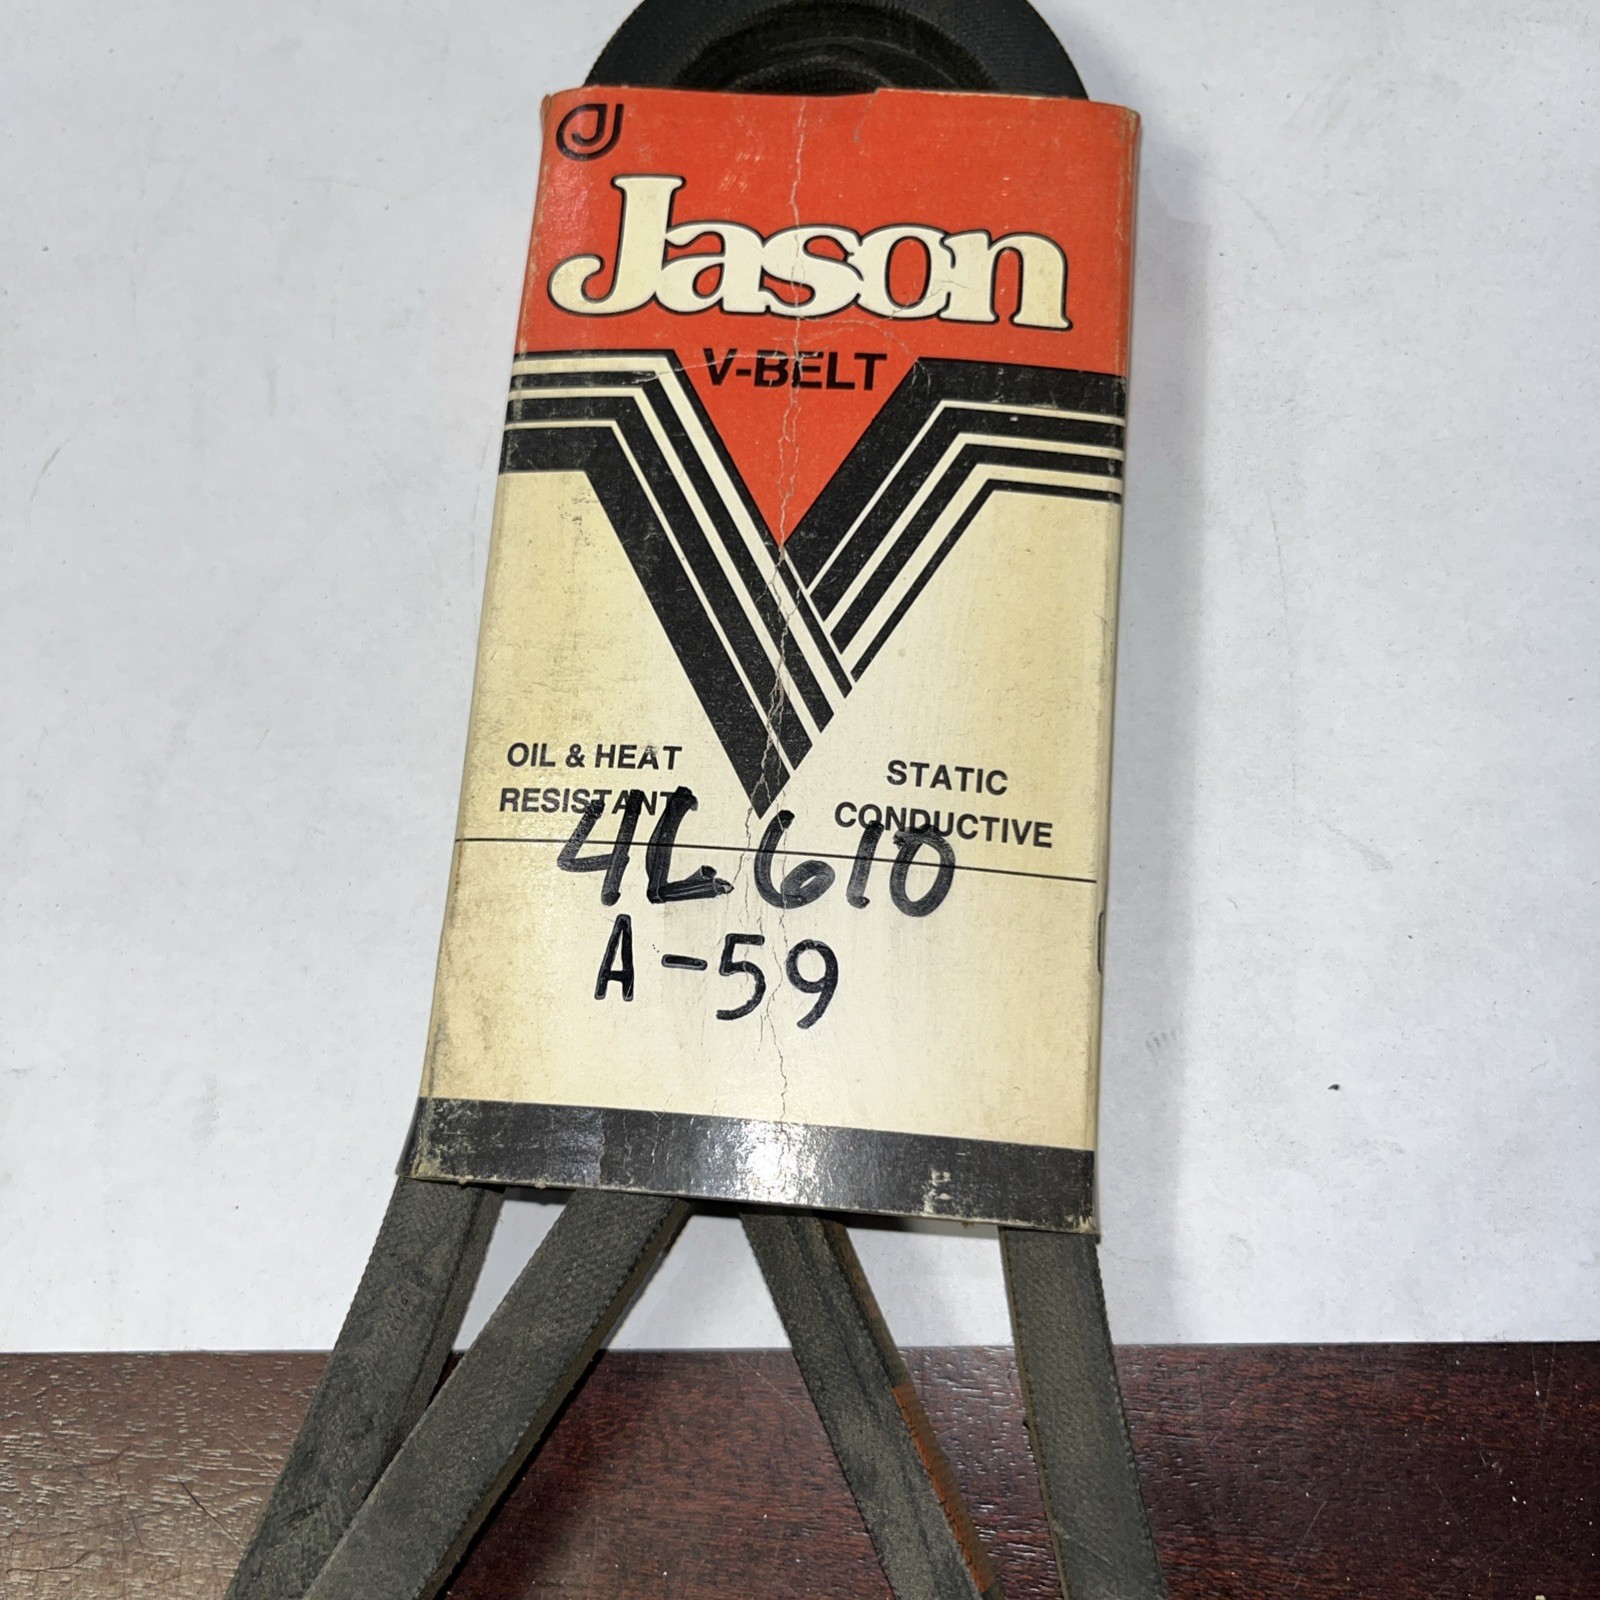 Jason
V-BELT
OIL & HEAT
RESISTANT
STATIC
CONDUCTIVE
4L610
A-59